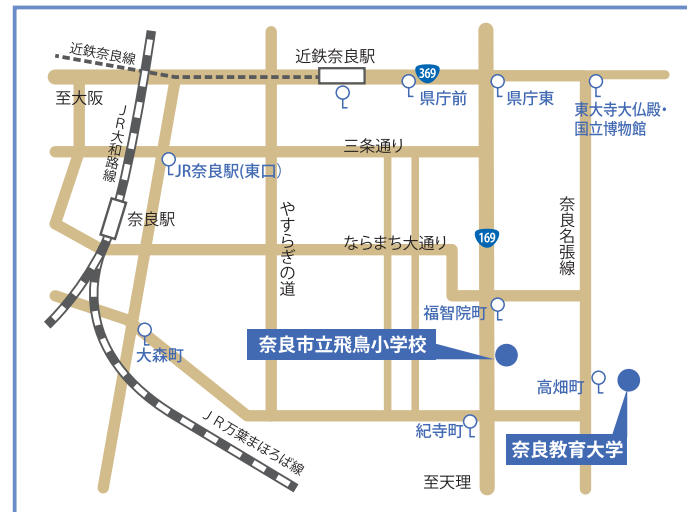 近鉄奈良線
近鉄奈良駅
369
至大阪
県庁前
県庁東
東大寺大仏殿・
国立博物館
JR大和路線
三条通り
JR奈良駅(東口)
奈良駅
やすらぎの道
ならまち大通り
169
奈良名張線
福智院町
奈良市立飛鳥小学校
大森町
高畑町
紀寺町
奈良教育大学
JR万葉まほろば線
至天理